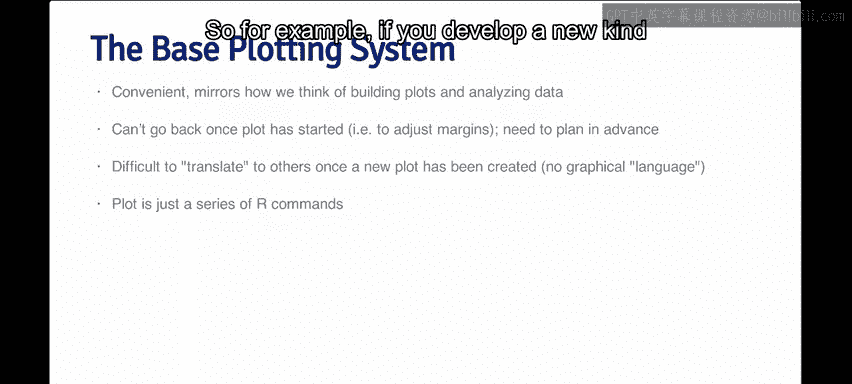 So for example, if you develop a new kind
The Base Plotting System
· Convenient, mirrors how we think of building plots and analyzing data
· Can't go back once plot has started (i.e. to adjust margins); need to plan in advance
· Difficult to "translate" to others once a new plot has been created (no graphical "language")
· Plot is just a series of R commands